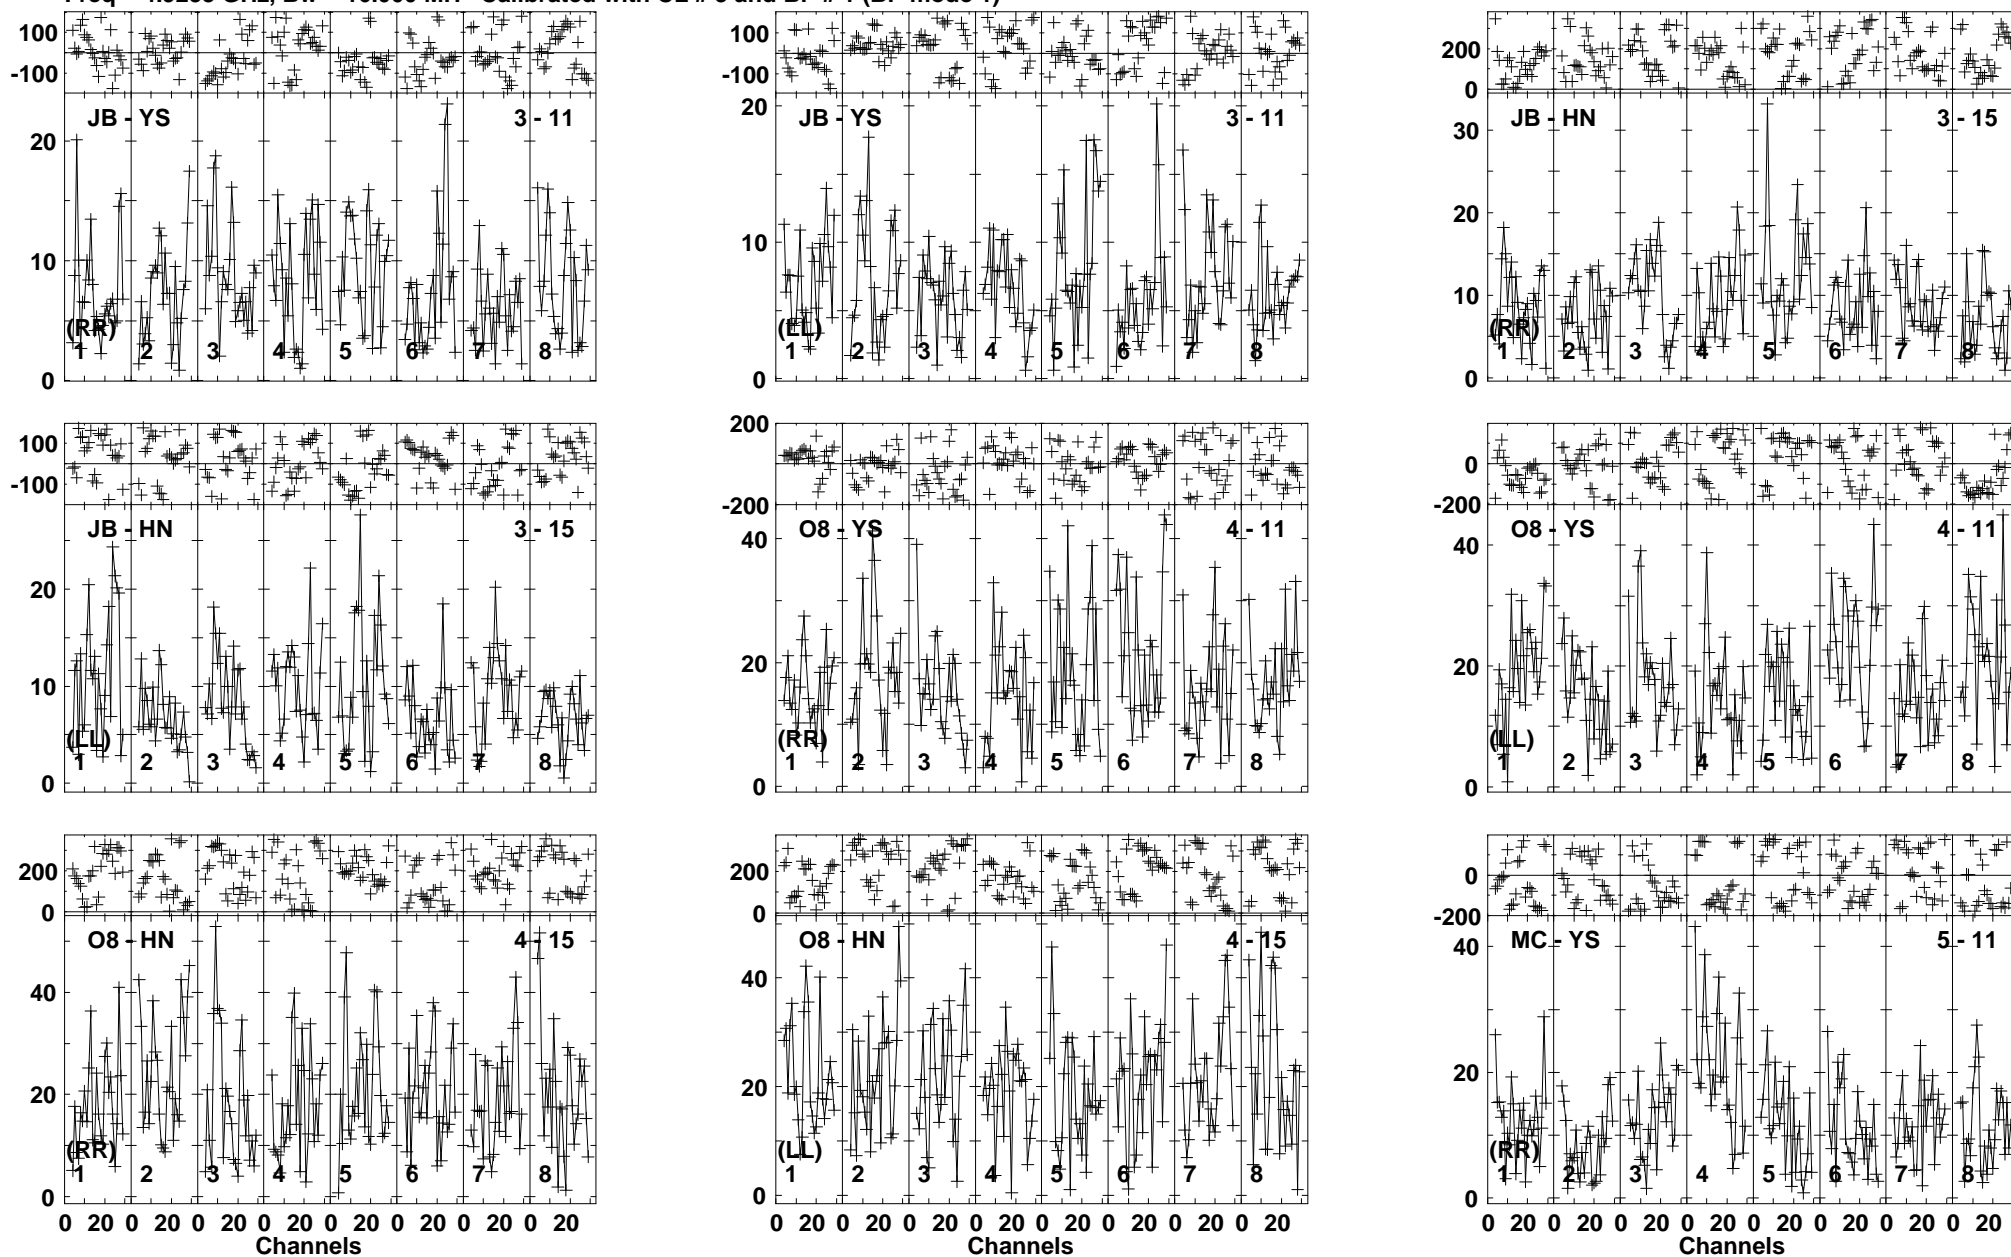 Freq GHz, Calibrated with CL # and BP # 1 (BP mode 1)
100 100 200
-100 -100 0
JB - YS 3 - 11 JB - YS 3 - 11 JB - HN 3 - 15
20 20 30
20
10 10 10
(RR) (LL) (RR)
1 2 3 4 5 6 7 8 1 2 3 4 5 6 7 8 1 2 3 4 5 6 7 8
0 0 0
100 200 200
-100 0 0
-200 -200
JB - HN 3 - 15 O8 - YS 4 - 11 O8 - YS 4 - 11
20 40 40
10 20 20
(LL) (RR) (LL)
1 2 3 4 5 6 7 8 1 2 3 4 5 6 7 8 1 2 3 4 5 6 7 8
0 0 0
200 200 0
0 0 -200
O8 - HN 4 - 15 O8 - HN 4 - 15 MC - YS 5 - 11
40 40 40
20 20 20
(RR) (LL) (RR)
1 2 3 4 5 6 7 8 1 2 3 4 5 6 7 8 1 2 3 4 5 6 7 8
0 0 0
0 20 0 20 0 20 0 20 0 20 0 20 0 20 0 20 0 20 0 20 0 20 0 20 0 20 0 20 0 20 0 20 0 20 0 20 0 20 0 20 0 20 0 20 0 20 0 20
Channels Channels Channels